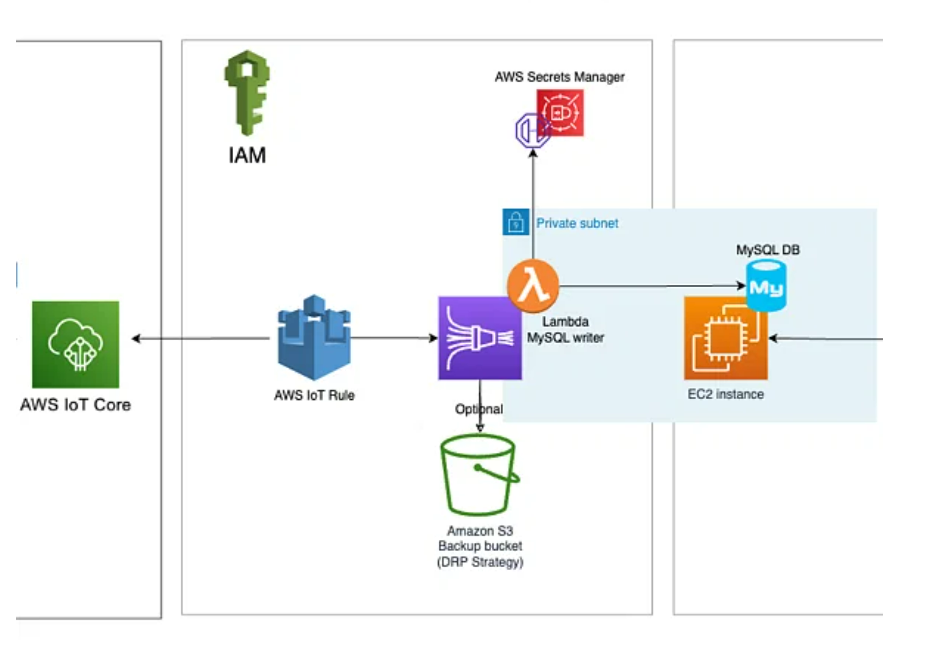 AWS Secrets Manager
IAM
Private subnet
MySQL DB
My
λ
Lambda
MySQL writer
AWS IoT Rule
EC2 instance
AWS IoT Core
Optional
Amazon S3
Backup bucket
(DRP Strategy)